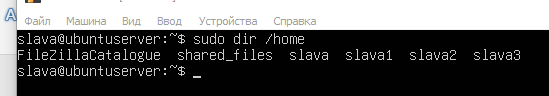 Файл Машина Вид Ввод Устройства Справка
slava@ubuntuserver:~$ sudo dir /home
FileZillaCatalogue shared_files slava slava1 slava2 slava3
slava@ubuntuserver:~$ _